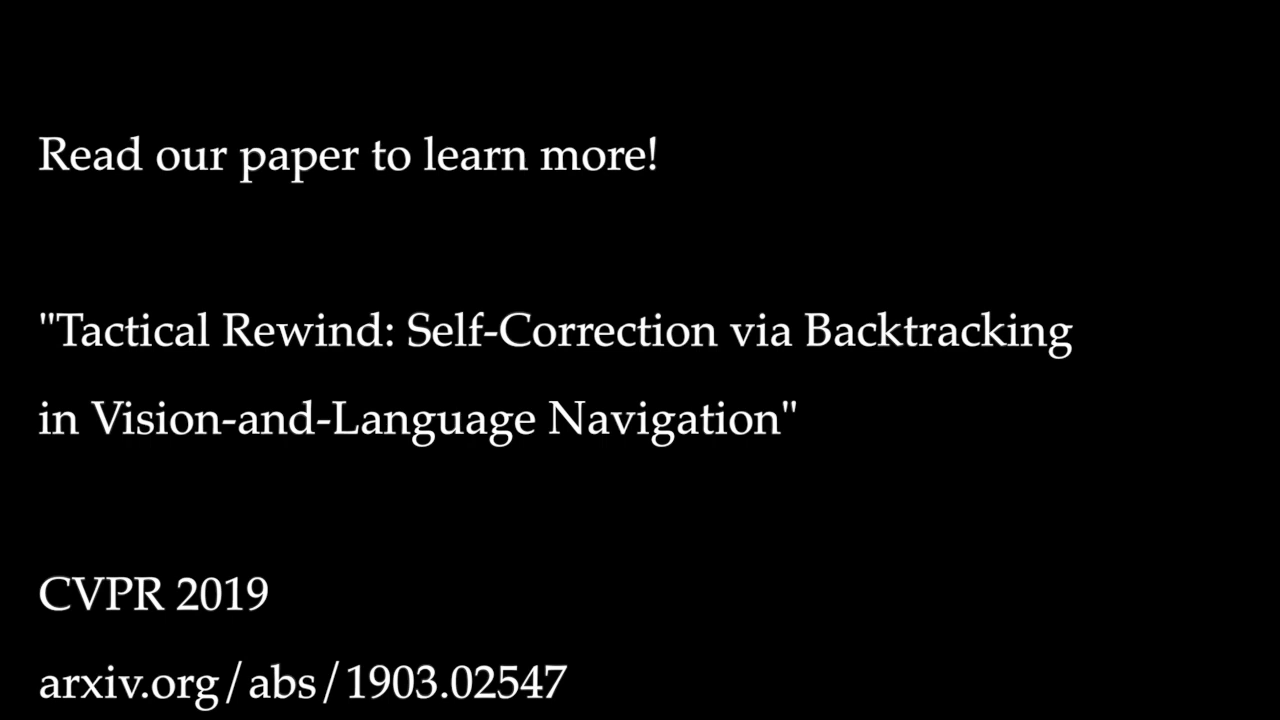 Read our paper to learn more!
"Tactical Rewind: Self-Correction via Backtracking
in Vision-and-Language Navigation"
CVPR 2019
arxiv.org/abs/1903.02547